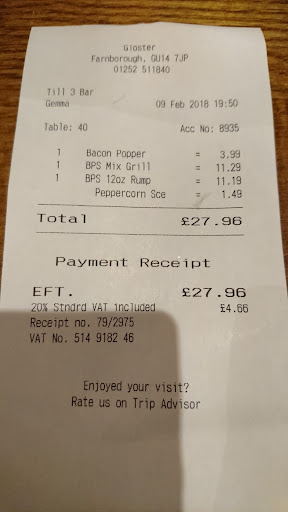 Gloster
Farnborough, GU14 7JP
01252 511840
Till 3 Bar
Gemma 09 Feb 2018 19:50
Table: 40 Acc No: 8935
1 Bacon Popper = 3.99
1 BPS Mix Grill = 11.29
1 BPS 12oz Rump = 11.19
Peppercorn Sce = 1.49
Total £27.96
Payment Receipt
EFT. £27.96
20% Stndrd VAT included £4.66
Receipt no. 79/2975
VAT No. 514 9182 46
Enjoyed your visit?
Rate us on Trip Advisor